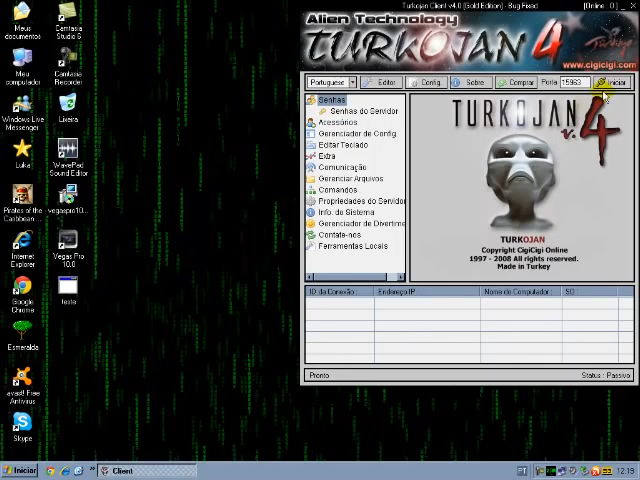 Meus documentos
Camtasia Studio 6
Meu computador
Camtasia Recorder
Windows Live Messenger
Lixeira
Luka
WavePad Sound Editor
Pirates of the Caribbean ...
vegaspro10...
Internet Explorer
Vegas Pro 10.0
Google Chrome
teste
Esmeralda
avast! Free Antivirus
Skype
Turkojan Client v4.0 [Gold Edition] - Bug Fixed
[Online : 0]
Alien Technology
TURKOJAN 4
www.cigicigi.com
Portuguese
Editor
Config.
Sobre
Comprar
Porta
15963
Iniciar
Senhas
Senhas do Servidor
Acessórios
Gerenciador de Config.
Editar Teclado
Extra
Comunicação
Gerenciar Arquivos
Comandos
Propriedades do Servidor
Info. do Sistema
Gerenciador de Divertime
Contate-nos
Ferramentas Locais
TURKOJAN
v. 4
TURKOJAN
Copyright CigiCigi Online
1997 - 2008 All rights reserved.
Made in Turkey
ID da Conexão :
Endereço IP
Nome do Computador :
SO :
Pronto
Status : Passivo
Iniciar
Client
PT
12:19